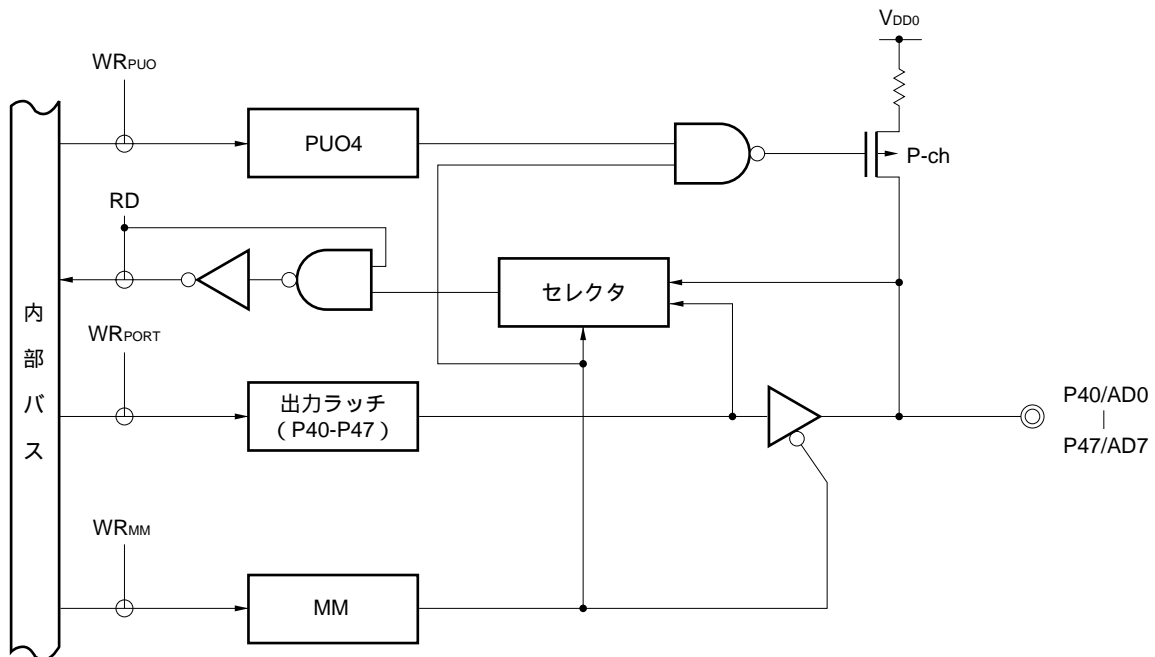 VDD0
WRPUO
PUO4
P-ch
RD
セレクタ
内部バス
WRPORT
出力ラッチ
(P40-P47)
P40/AD0
|
P47/AD7
WRMM
MM